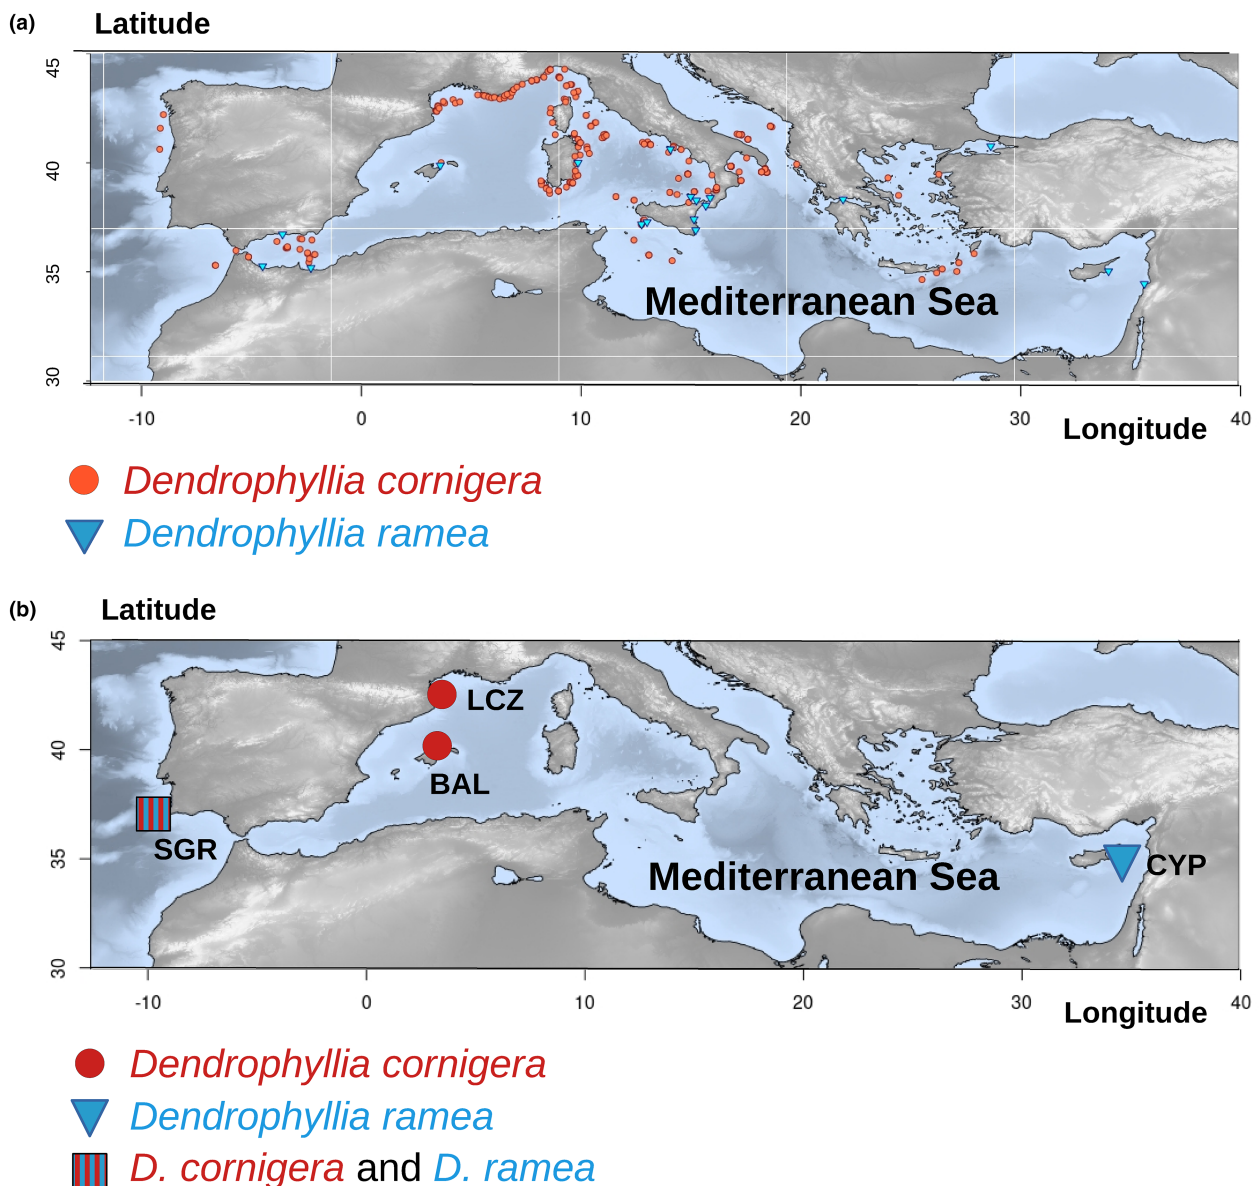 (a)
Latitude
45
40
35
30
Mediterranean Sea
-10 0 10 20 30 40
Longitude
Dendrophyllia cornigera
Dendrophyllia ramea
(b)
Latitude
45
40
35
30
LCZ
BAL
SGR
CYP
Mediterranean Sea
-10 0 10 20 30 40
Longitude
Dendrophyllia cornigera
Dendrophyllia ramea
D. cornigera and D. ramea